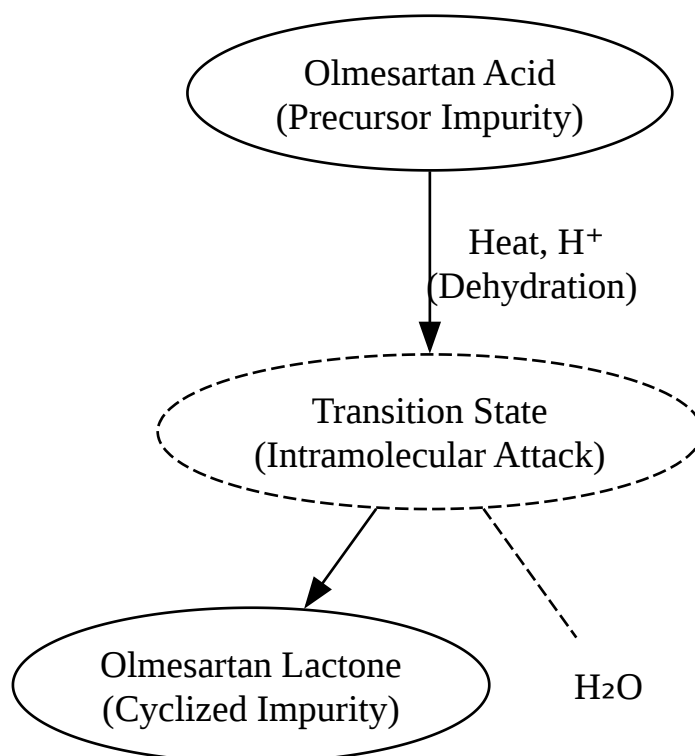 Olmesartan Acid
(Precursor Impurity)
Heat, H⁺
(Dehydration)
Transition State
(Intramolecular Attack)
Olmesartan Lactone
(Cyclized Impurity)
H₂O